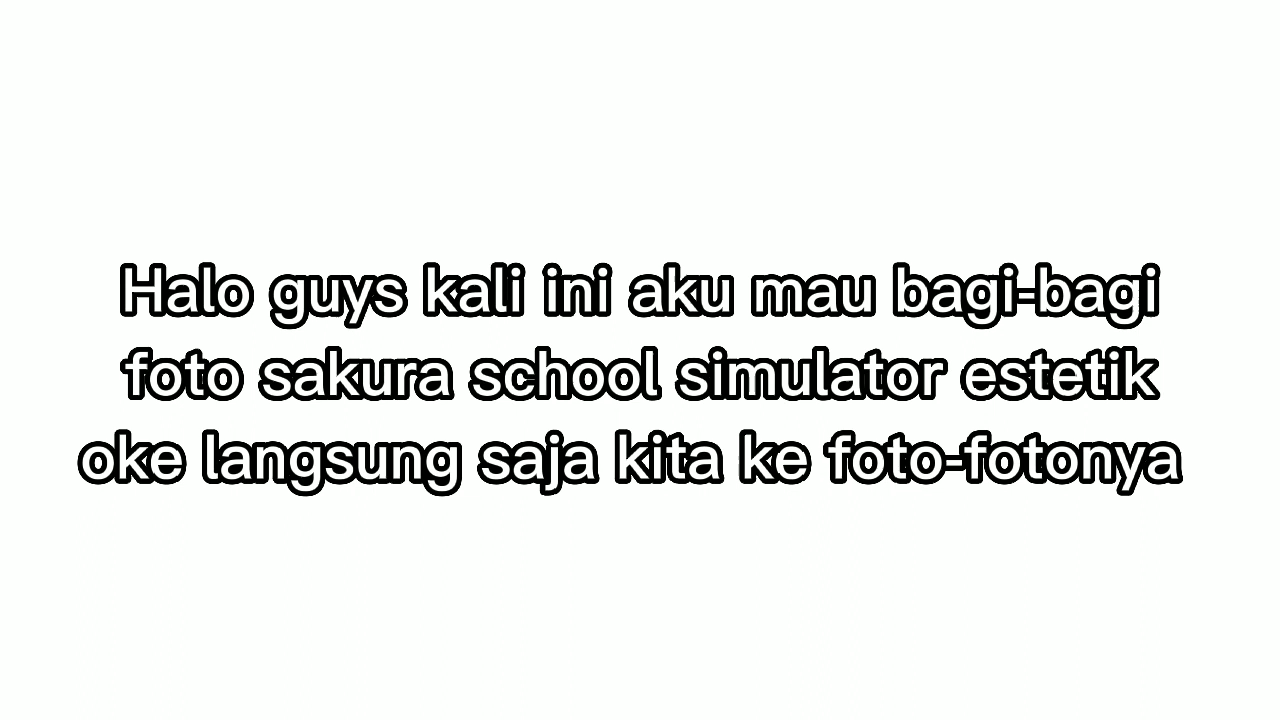 Halo guys kali ini aku mau bagi-bagi
foto sakura school simulator estetik
oke langsung saja kita ke foto-fotonya